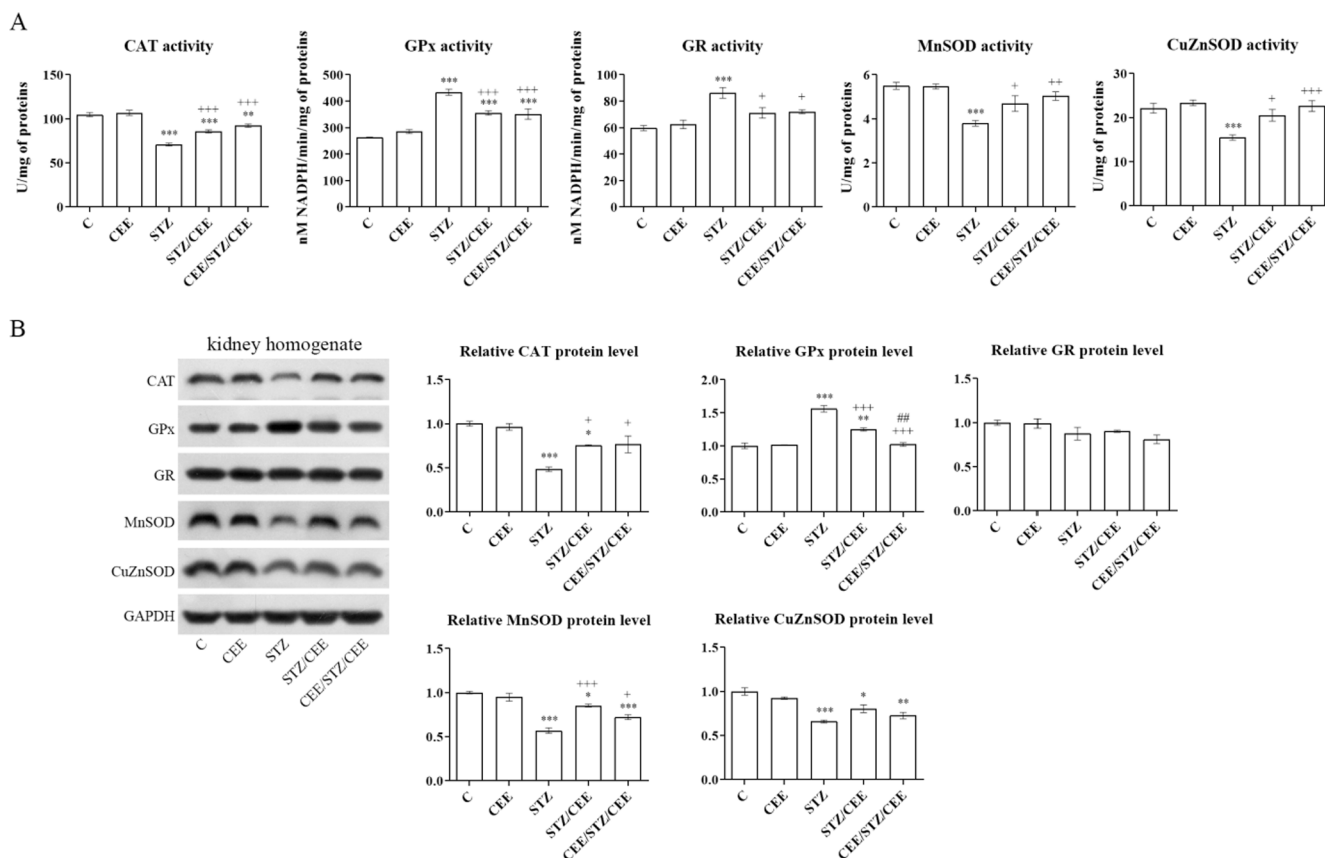 A
CAT activity
U/mg of proteins
150
100
50
0
***
+++
***
+++
**
C
CEE
STZ
STZ/CEE
CEE/STZ/CEE
GPx activity
nM NADPH/min/mg of proteins
500
400
300
200
100
0
***
+++
***
+++
***
C
CEE
STZ
STZ/CEE
CEE/STZ/CEE
GR activity
nM NADPH/min/mg of proteins
100
80
60
40
20
0
***
+
+
C
CEE
STZ
STZ/CEE
CEE/STZ/CEE
MnSOD activity
U/mg of proteins
6
4
2
0
***
+
++
C
CEE
STZ
STZ/CEE
CEE/STZ/CEE
CuZnSOD activity
U/mg of proteins
30
20
10
0
***
+
+++
C
CEE
STZ
STZ/CEE
CEE/STZ/CEE
B
kidney homogenate
CAT
GPx
GR
MnSOD
CuZnSOD
GAPDH
C
CEE
STZ
STZ/CEE
CEE/STZ/CEE
Relative CAT protein level
1.5
1.0
0.5
0.0
***
+
*
+
C
CEE
STZ
STZ/CEE
CEE/STZ/CEE
Relative GPx protein level
2.0
1.5
1.0
0.5
0.0
***
+++
**
##
+++
C
CEE
STZ
STZ/CEE
CEE/STZ/CEE
Relative GR protein level
1.5
1.0
0.5
0.0
C
CEE
STZ
STZ/CEE
CEE/STZ/CEE
Relative MnSOD protein level
1.5
1.0
0.5
0.0
***
+++
*
+
***
C
CEE
STZ
STZ/CEE
CEE/STZ/CEE
Relative CuZnSOD protein level
1.5
1.0
0.5
0.0
***
*
**
C
CEE
STZ
STZ/CEE
CEE/STZ/CEE